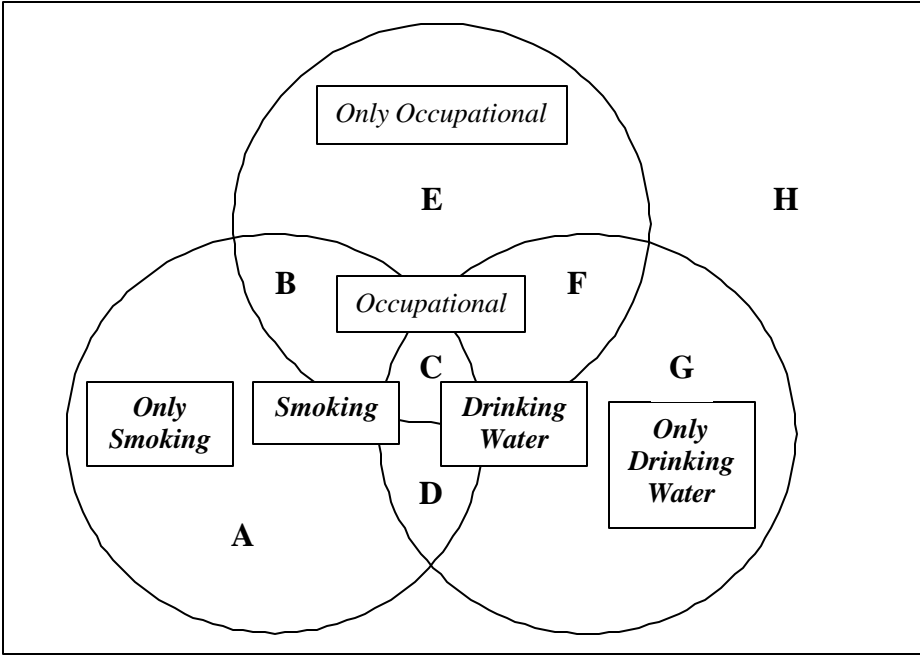 Only Occupational
E
H
B
F
Occupational
C
G
Only
Smoking
Smoking
Drinking
Water
Only
Drinking
Water
D
A